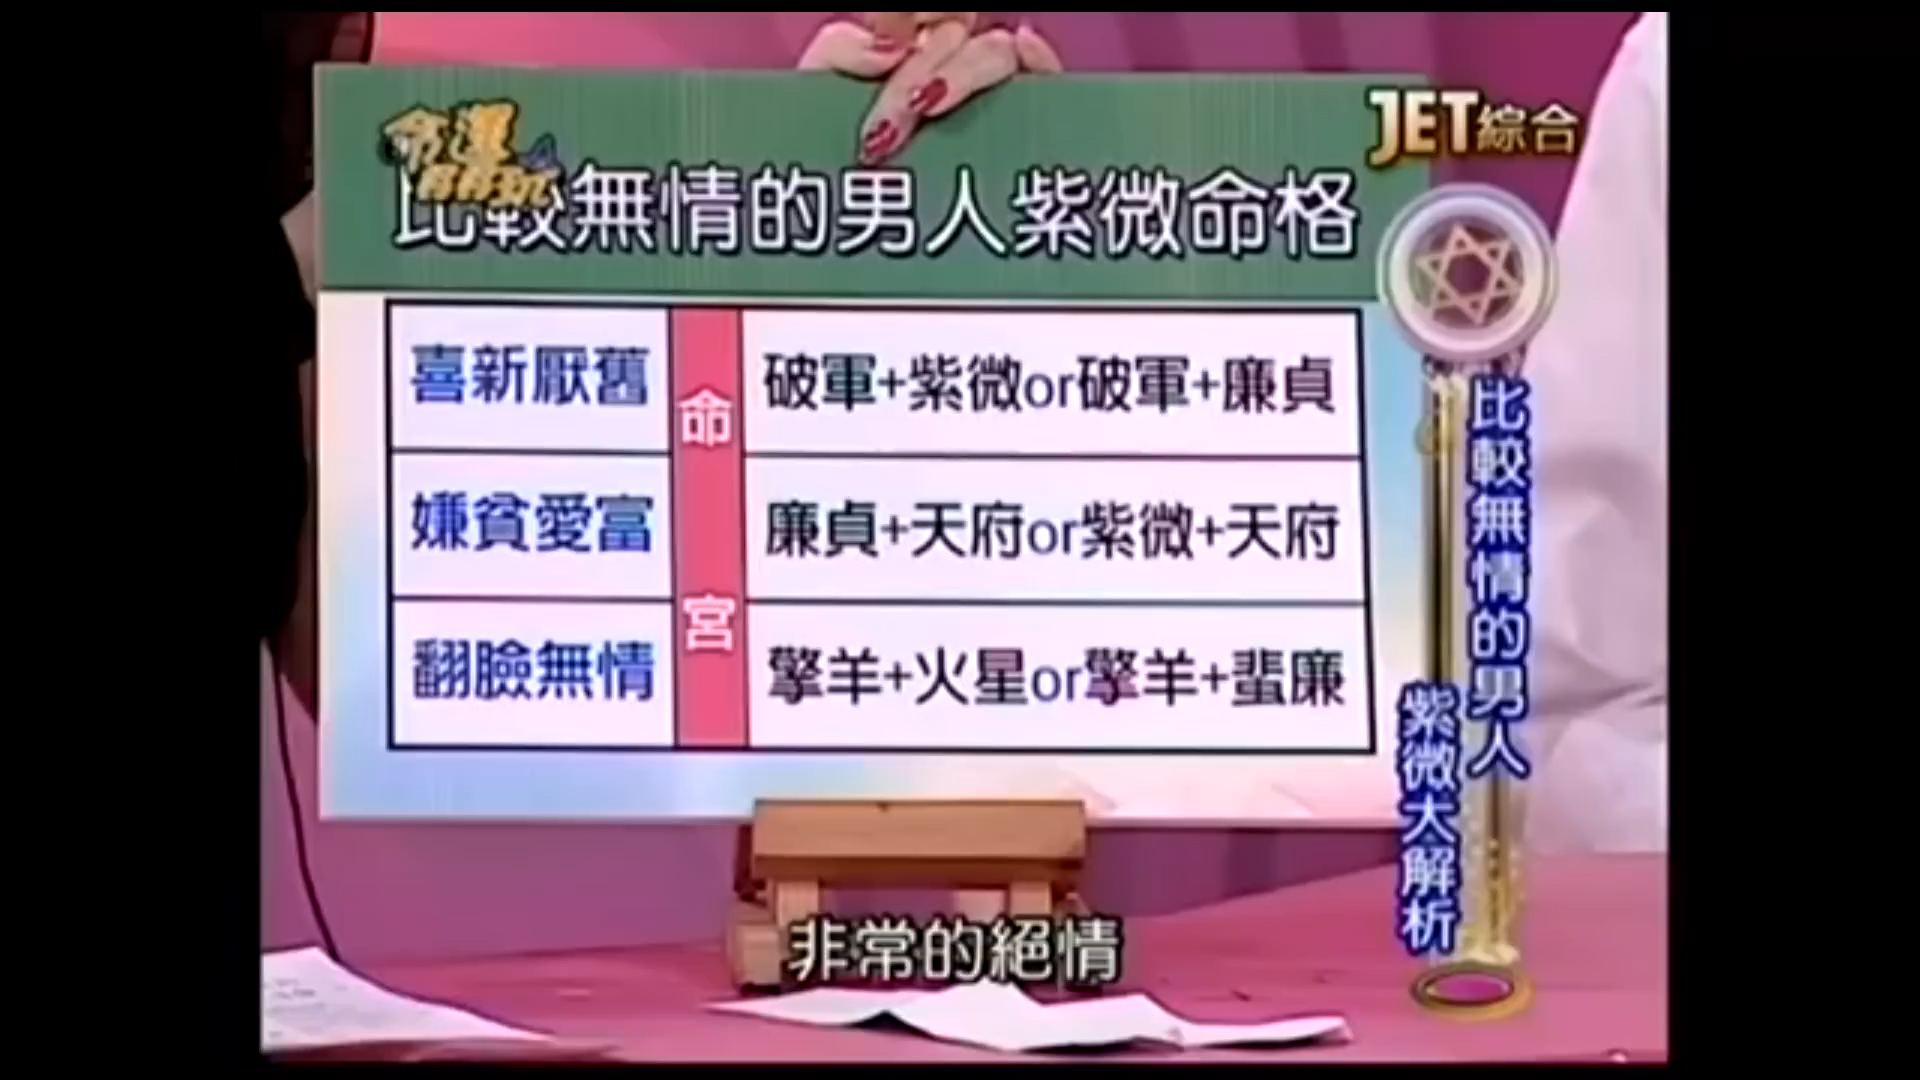 命運好好玩
JET綜合
比較無情的男人紫微命格
喜新厭舊
命宮
破軍+紫微or破軍+廉貞
嫌貧愛富
廉貞+天府or紫微+天府
翻臉無情
擎羊+火星or擎羊+蜚廉
比較無情的男人
紫微大解析
非常的絕情